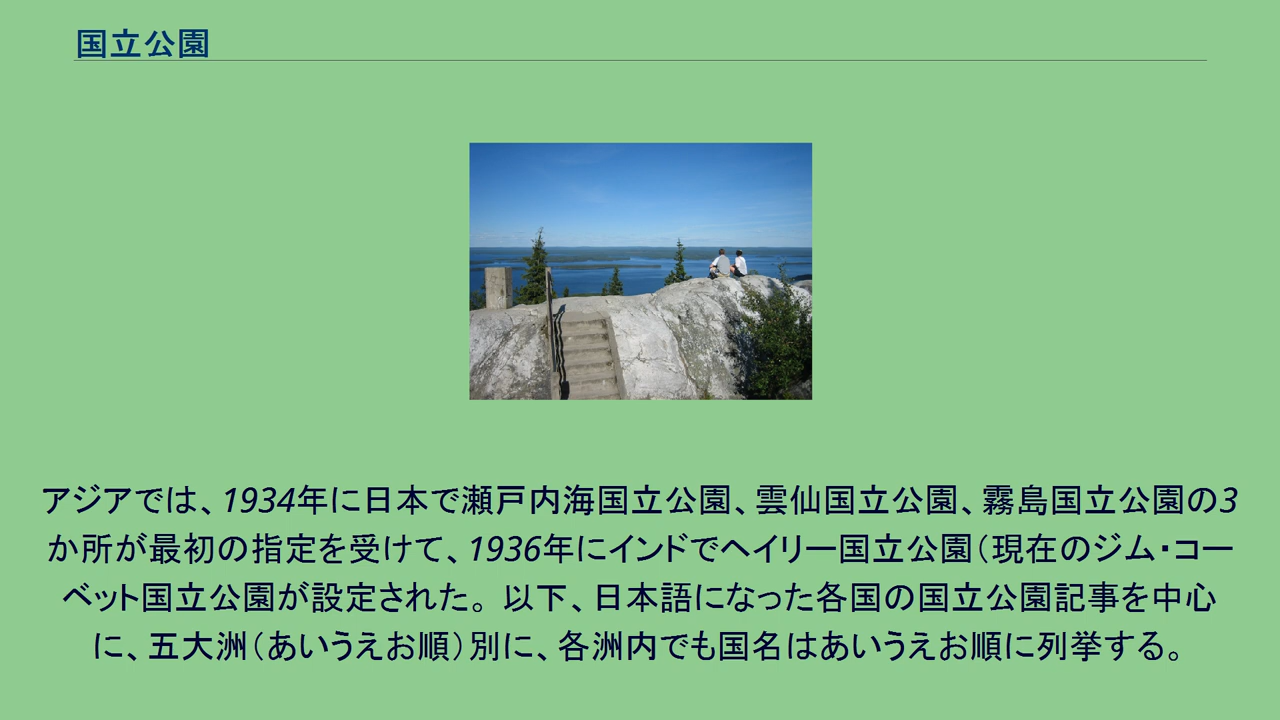 国立公園
アジアでは、1934年に日本で瀬戸内海国立公園、雲仙国立公園、霧島国立公園の3
か所が最初の指定を受けて、1936年にインドでヘイリー国立公園（現在のジム・コー
ベット国立公園が設定された。 以下、日本語になった各国の国立公園記事を中心
に、五大洲（あいうえお順）別に、各洲内でも国名はあいうえお順に列挙する。